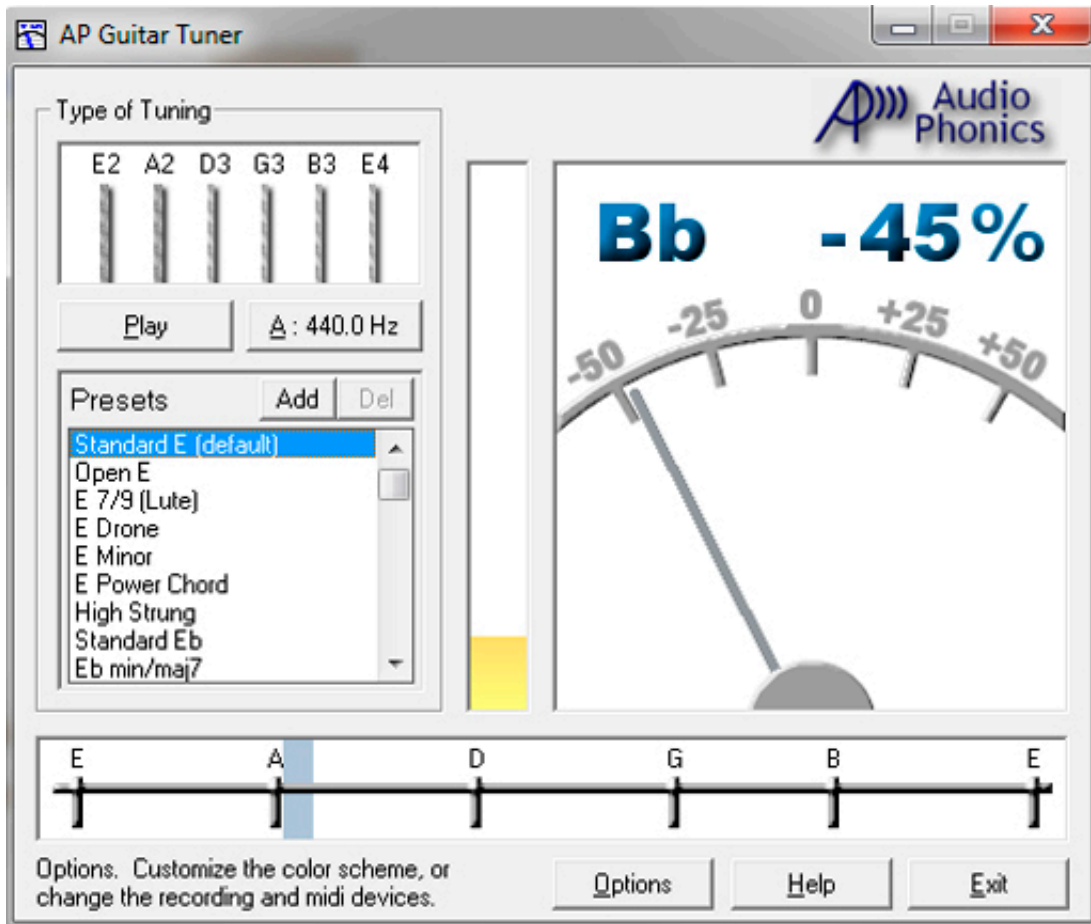 AP Guitar Tuner
Audio
Phonics
Type of Tuning
E2 A2 D3 G3 B3 E4
Play
A : 440.0 Hz
Bb -45%
-50 -25 0 +25 +50
Presets
Add
Del
Standard E (default)
Open E
E 7/9 (Lute)
E Drone
E Minor
E Power Chord
High Strung
Standard Eb
Eb min/maj7
E A D G B E
Options. Customize the color scheme, or
change the recording and midi devices.
Options
Help
Exit